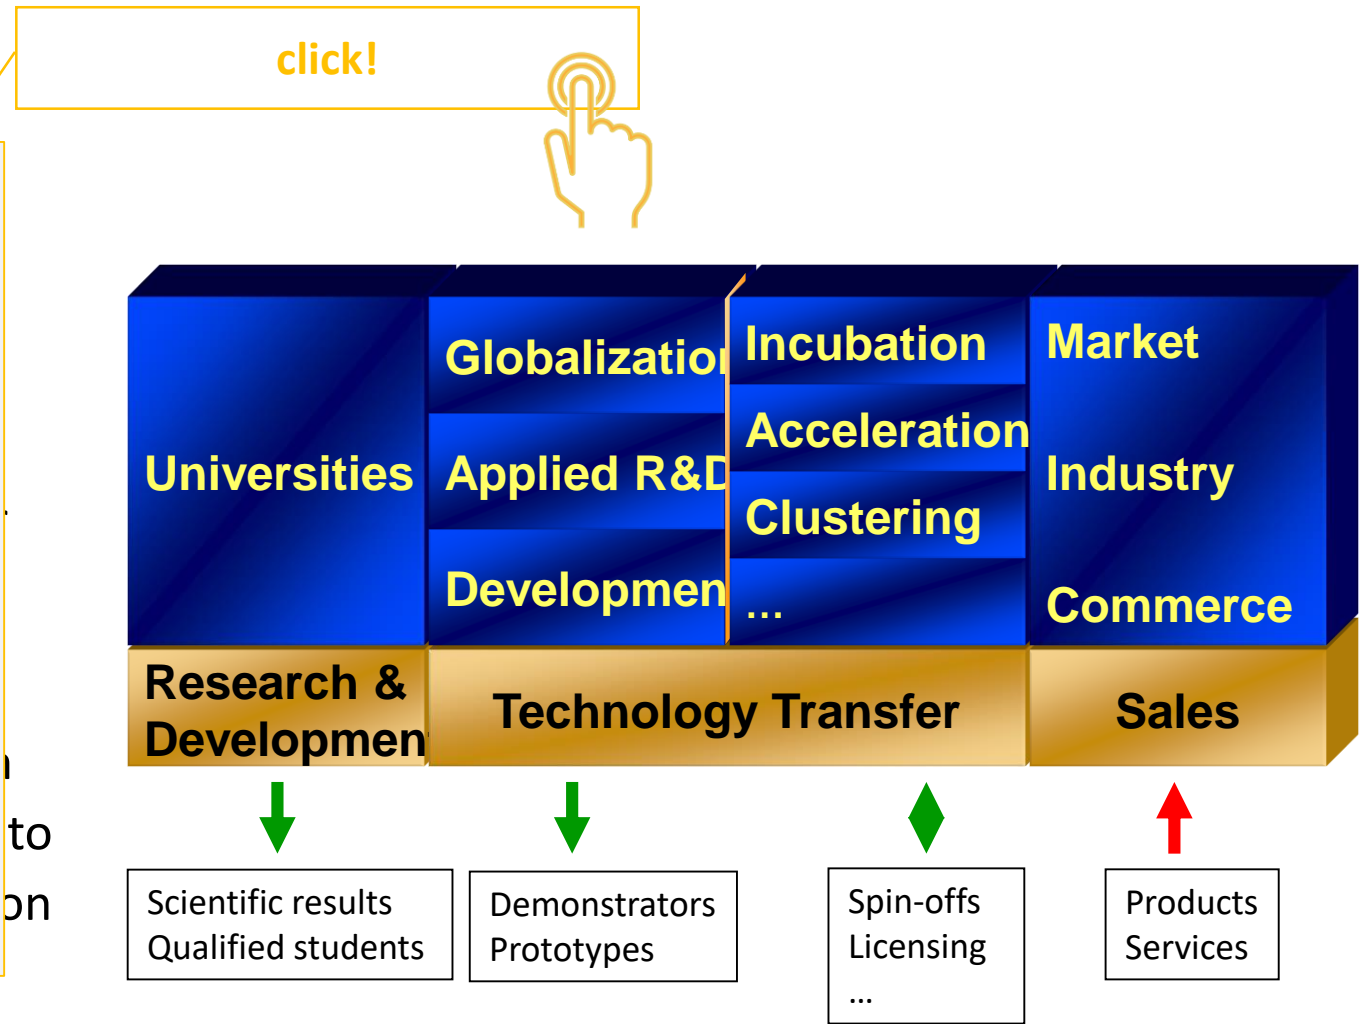 click!
Universities
Globalization
Applied R&D
Developmen
Incubation
Acceleration
Clustering
...
Market
Industry
Commerce
Research &
Developmen
Technology Transfer
Sales
to
on
Scientific results
Qualified students
Demonstrators
Prototypes
Spin-offs
Licensing
...
Products
Services